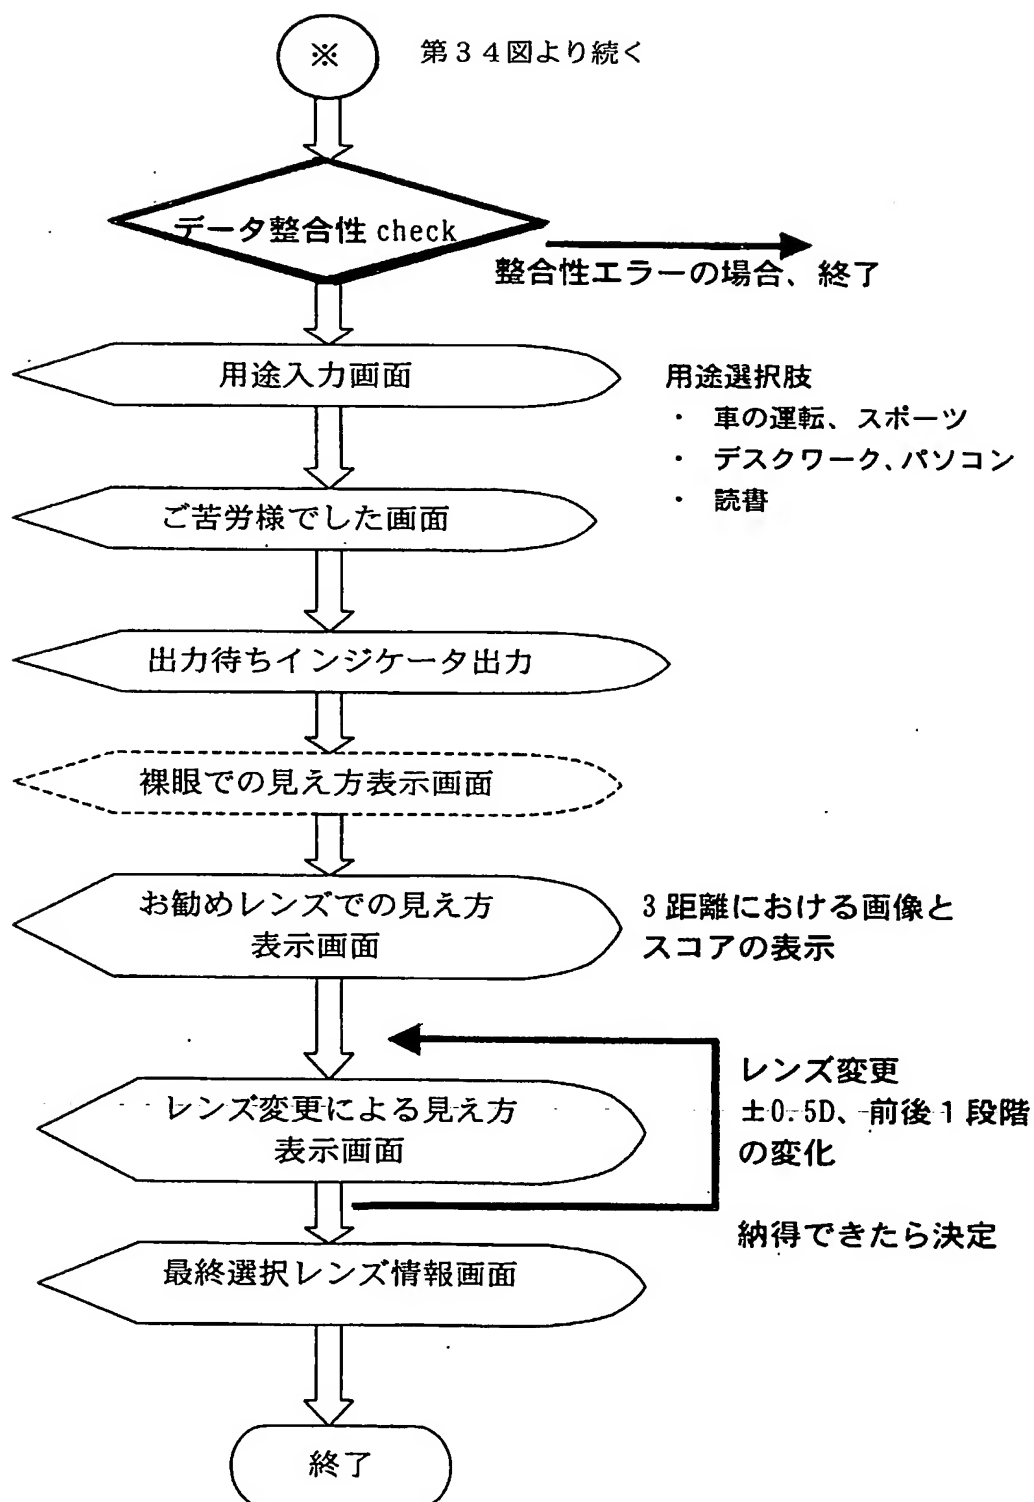 ※
第34図より続く
データ整合性 check
整合性エラーの場合、終了
用途入力画面
用途選択肢
・ 車の運転、スポーツ
・ デスクワーク、パソコン
・ 読書
ご苦労様でした画面
出力待ちインジケータ出力
裸眼での見え方表示画面
お勧めレンズでの見え方
表示画面
3距離における画像と
スコアの表示
レンズ変更
±0.5D、前後1段階
の変化
レンズ変更による見え方
表示画面
納得できたら決定
最終選択レンズ情報画面
終了